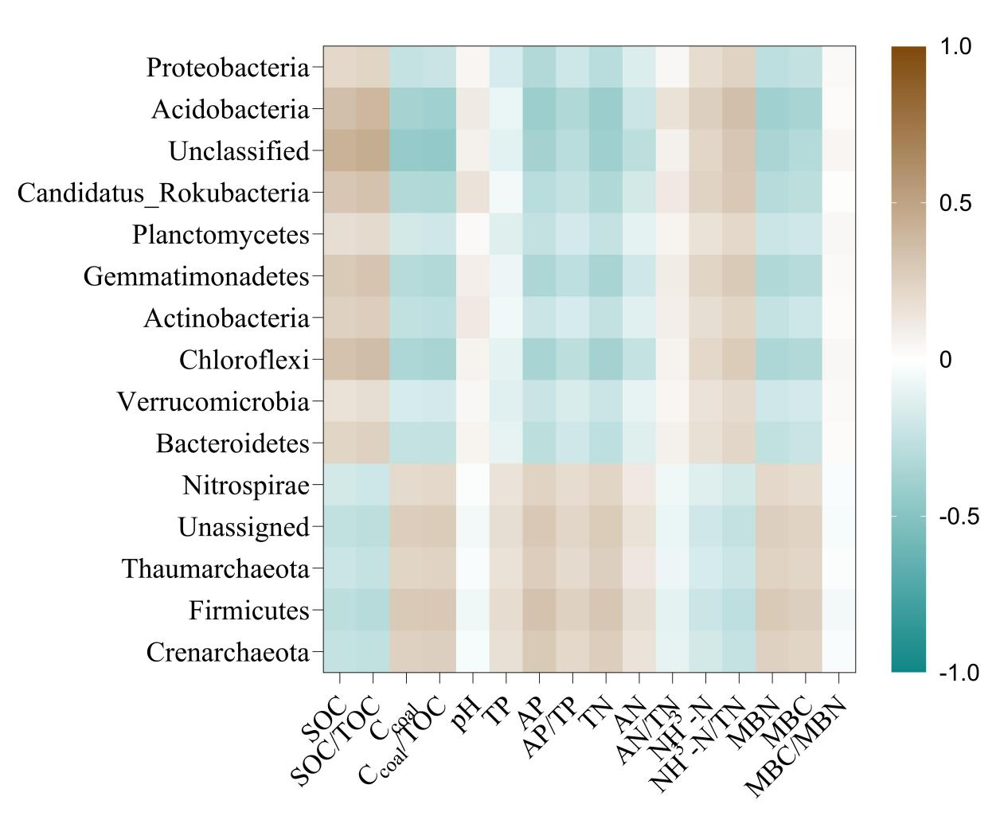 Proteobacteria
Acidobacteria
Unclassified
Candidatus_Rokubacteria
Planctomycetes
Gemmatimonadetes
Actinobacteria
Chloroflexi
Verrucomicrobia
Bacteroidetes
Nitrospirae
Unassigned
Thaumarchaeota
Firmicutes
Crenarchaeota
SOC
SOC/TOC
Ccoal
Ccoal/TOC
pH
TP
AP
AP/TP
TN
AN
AN/TN
NH3-N
NH3-N/TN
MBN
MBC
MBC/MBN
1.0
0.5
0
-0.5
-1.0